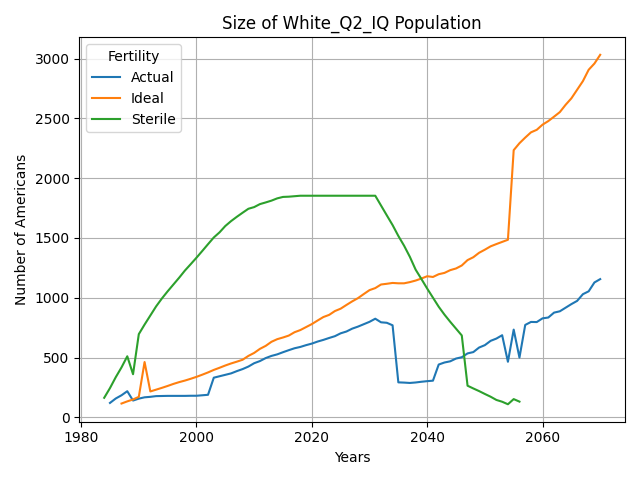 Size of White_Q2_IQ Population
Fertility
Actual
Ideal
Sterile
Number of Americans
3000
2500
2000
1500
1000
500
0
1980
2000
2020
2040
2060
Years